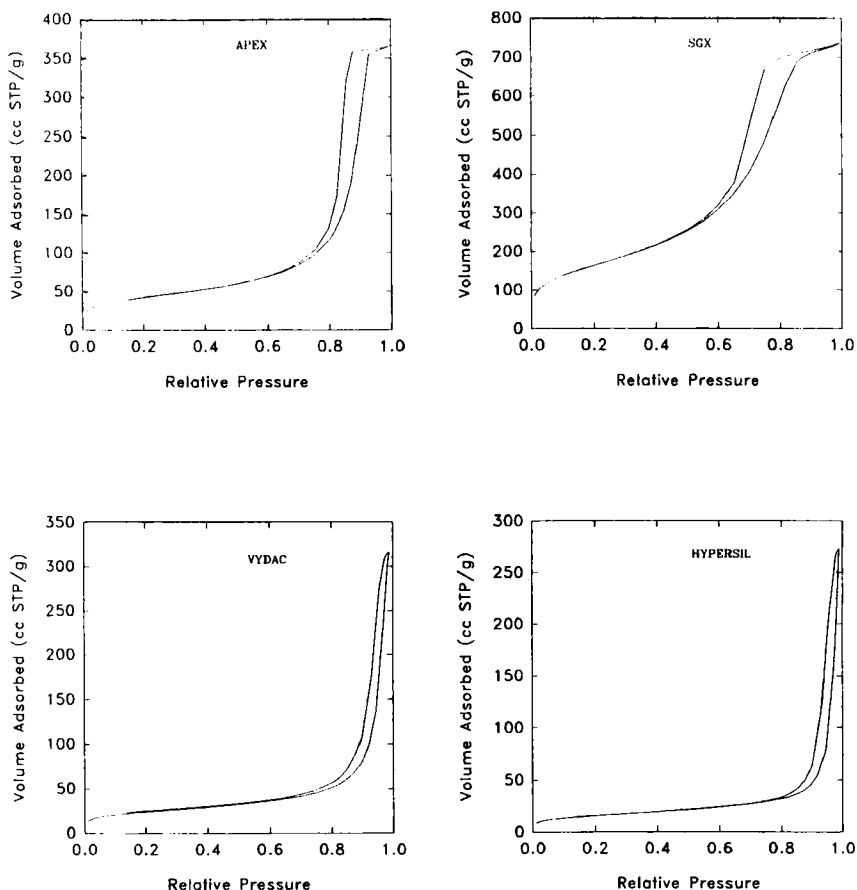 APEX
Volume Adsorbed (cc STP/g)
400
350
300
250
200
150
100
50
0
0.0 0.2 0.4 0.6 0.8 1.0
Relative Pressure
SGX
Volume Adsorbed (cc STP/g)
800
700
600
500
400
300
200
100
0
0.0 0.2 0.4 0.6 0.8 1.0
Relative Pressure
VYDAC
Volume Adsorbed (cc STP/g)
350
300
250
200
150
100
50
0
0.0 0.2 0.4 0.6 0.8 1.0
Relative Pressure
HYPERSIL
Volume Adsorbed (cc STP/g)
300
250
200
150
100
50
0
0.0 0.2 0.4 0.6 0.8 1.0
Relative Pressure